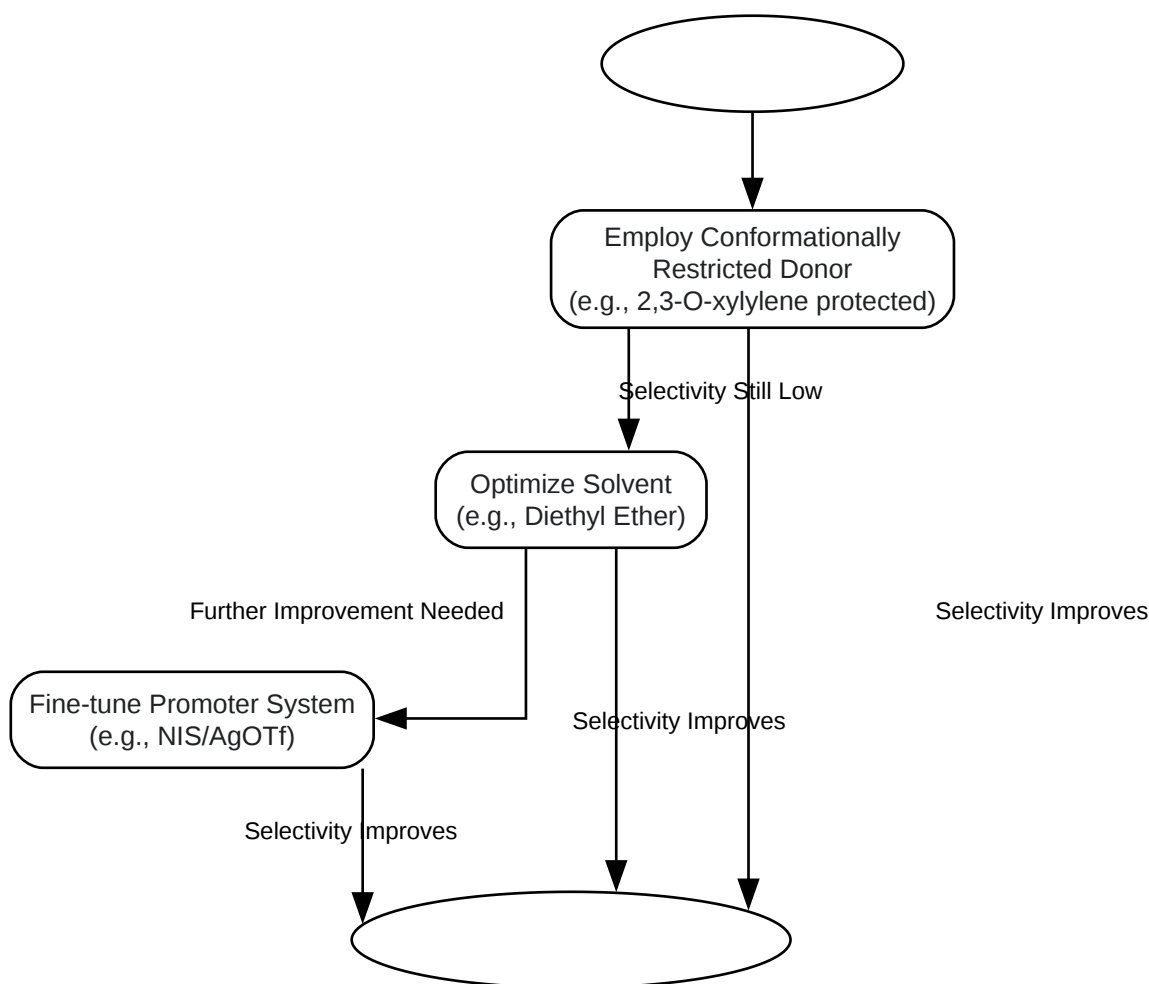 Employ Conformationally
Restricted Donor
(e.g., 2,3-O-xylylene protected)
Selectivity Still Low
Optimize Solvent
(e.g., Diethyl Ether)
Further Improvement Needed
Selectivity Improves
Fine-tune Promoter System
(e.g., NIS/AgOTf)
Selectivity Improves
Selectivity Improves